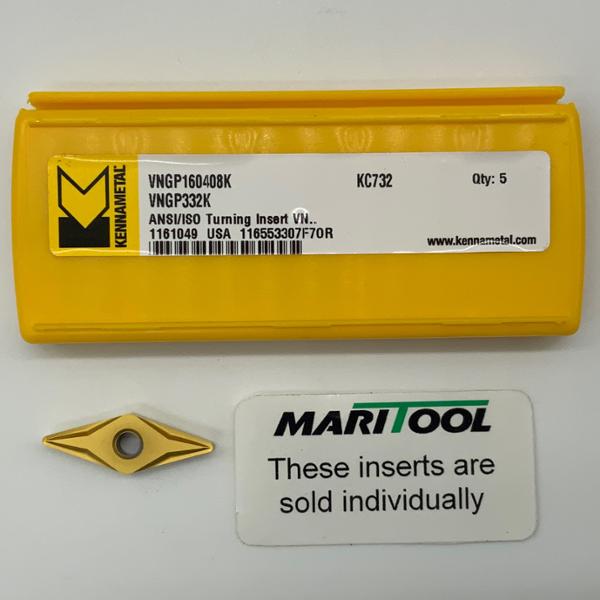 KENNAMETAL
VNGP160408K KC732 Qty: 5
VNGP332K
ANSI/ISO Turning Insert VN..
1161049 USA 116553307F70R
www.kennametal.com
MARITOOL
These inserts are
sold individually